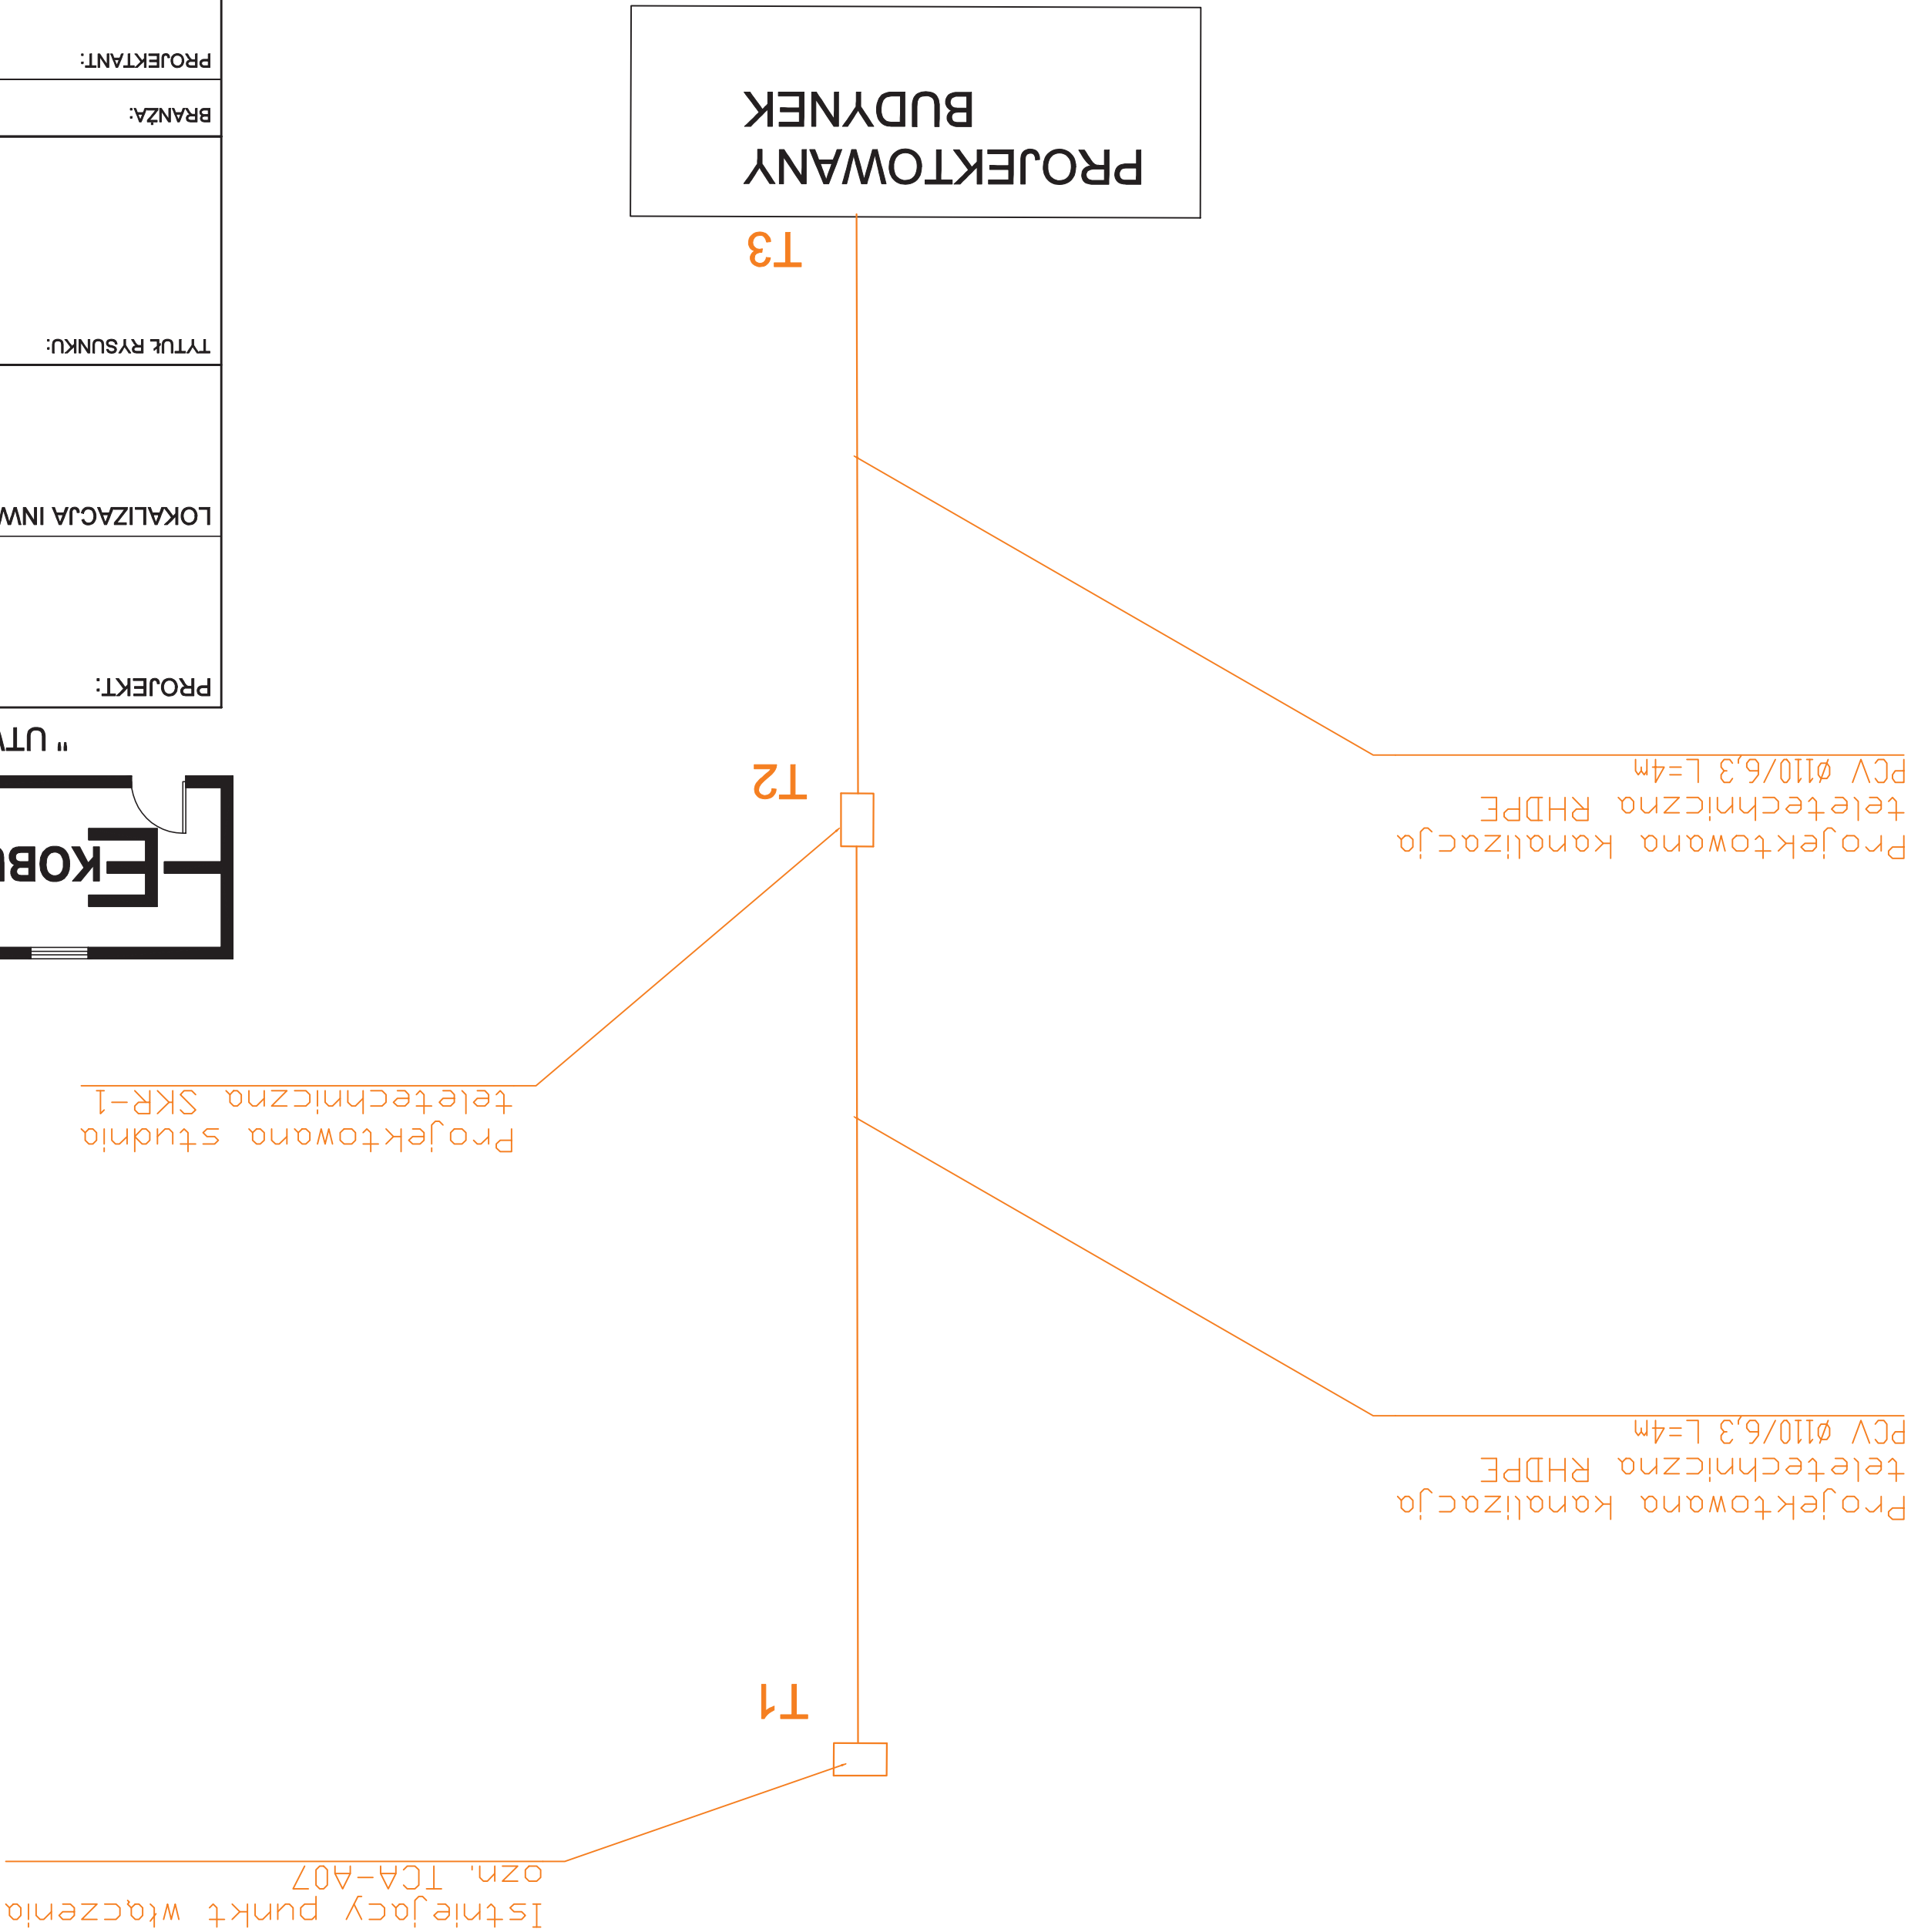 Istniejacy punkt włączenia
ozn. TCA-A07
T1
Projektowana kanalizacja
teletechniczna RHDPE
PCV ø110/6,3 L=4m
Projektowana studnia
teletechniczna SKR-1
EKOBU
T2
Projektowana kanalizacja
teletechniczna RHDPE
PCV ø110/6,3 L=4m
PROJEKT:
LOKALIZACJA INW
TYTUŁ RYSUNKU:
T3
PROJEKTOWANY
BUDYNEK
BRANŻA:
PROJEKTANT: